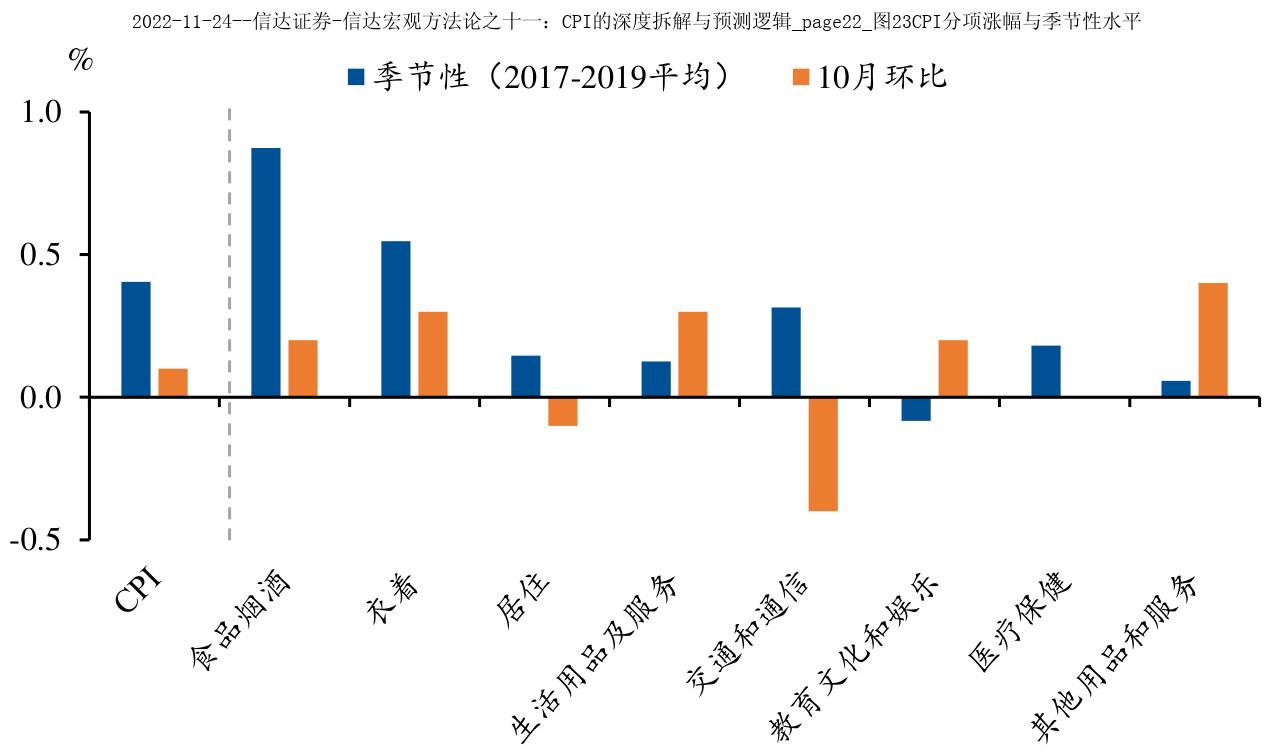 2022-11-24--信达证券-信达宏观方法论之十一：CPI的深度拆解与预测逻辑_page22_图23CPI分项涨幅与季节性水平
%
季节性（2017-2019平均）
10月环比
1.0
0.5
0.0
-0.5
CPI
食品烟酒
衣着
居住
生活用品及服务
交通和通信
教育文化和娱乐
医疗保健
其他用品和服务